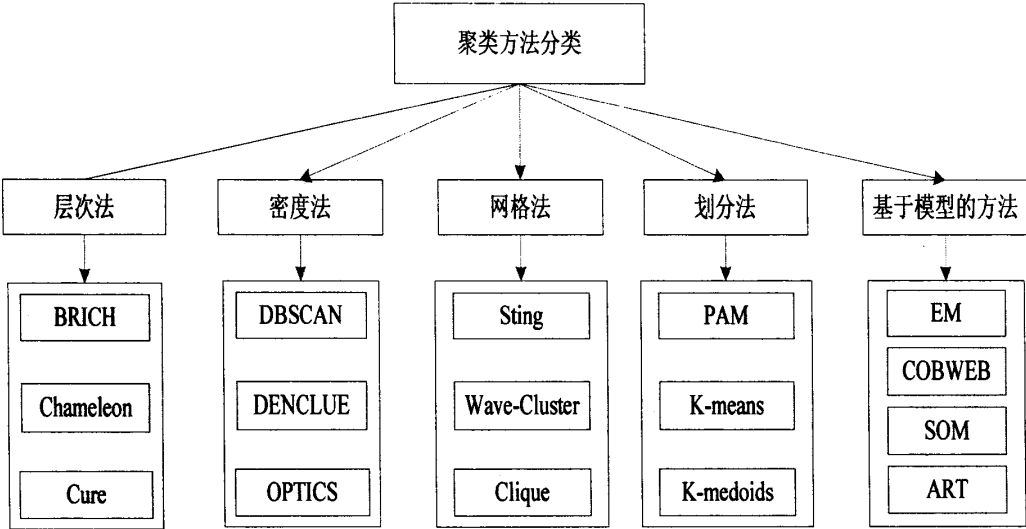 聚类方法分类
层次法
密度法
网格法
划分法
基于模型的方法
BRICH
Chameleon
Cure
DBSCAN
DENCLUE
OPTICS
Sting
Wave-Cluster
Clique
PAM
K-means
K-medoids
EM
COBWEB
SOM
ART